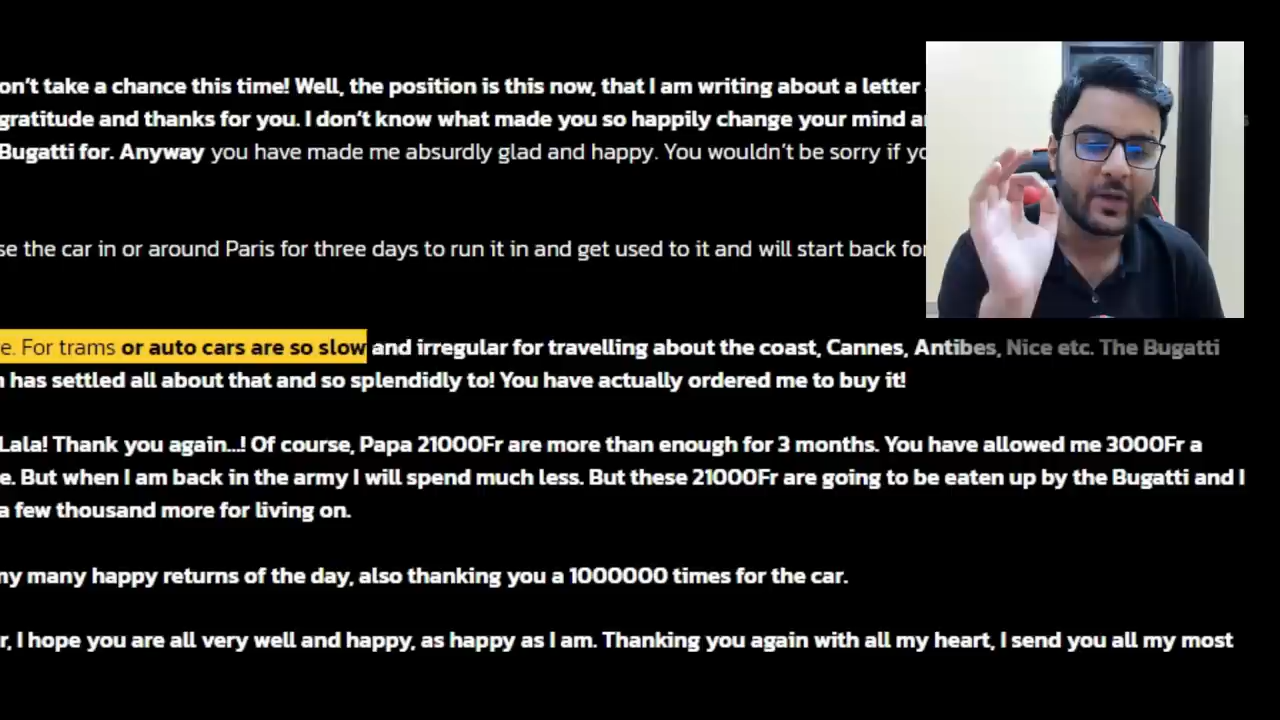 on't take a chance this time! Well, the position is this now, that I am writing about a letter
gratitude and thanks for you. I don't know what made you so happily change your mind
Bugatti for. Anyway you have made me absurdly glad and happy. You wouldn't be sorry if
se the car in or around Paris for three days to run it in and get used to it and will start back
e. For trams or auto cars are so slow and irregular for travelling about the coast, Cannes, Antibes, Nice etc. The Bugatti
has settled all about that and so splendidly to! You have actually ordered me to buy it!
Lala! Thank you again...! Of course, Papa 21000Fr are more than enough for 3 months. You have allowed me 3000Fr a
e. But when I am back in the army I will spend much less. But these 21000Fr are going to be eaten up by the Bugatti and I
a few thousand more for living on.
ny many happy returns of the day, also thanking you a 1000000 times for the car.
r, I hope you are all very well and happy, as happy as I am. Thanking you again with all my heart, I send you all my most